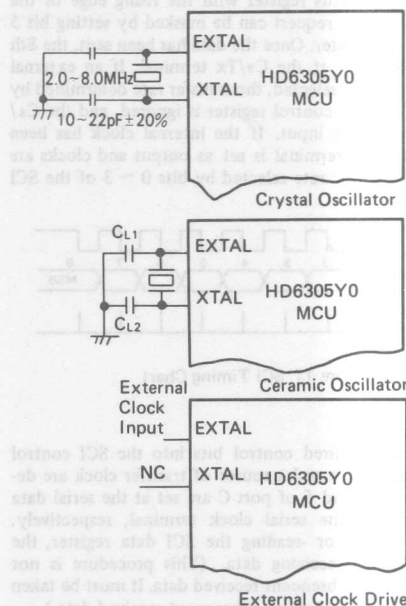 EXTAL
2.0~8.0MHz
XTAL
HD6305Y0
MCU
10~22pF±20%
Crystal Oscillator
CL1
EXTAL
XTAL
HD6305Y0
MCU
CL2
Ceramic Oscillator
External
Clock
Input
EXTAL
NC
XTAL
HD6305Y0
MCU
External Clock Drive